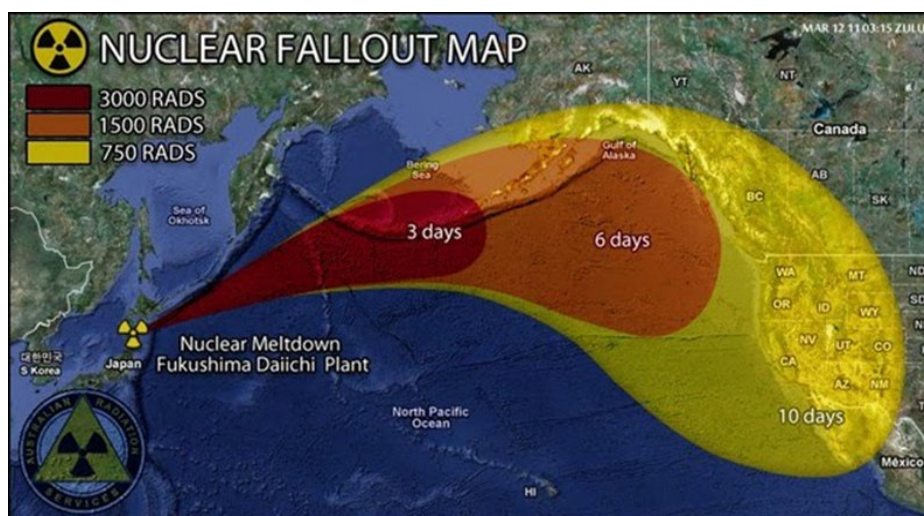 MAR 12 11 03:15 ZULU
NUCLEAR FALLOUT MAP
3000 RADS
1500 RADS
750 RADS
AK
YT
NT
Canada
Gulf of
Alaska
Bering
Sea
Sea of
Okhotsk
BC
AB
SK
3 days
6 days
WA
MT
ND
OR
ID
WY
SD
NV
UT
CO
CA
AZ
NM
대한민국
S Korea
Japan
Nuclear Meltdown
Fukushima Daiichi Plant
10 days
North Pacific
Ocean
HI
México
AUSTRALIAN RADIATION
SERVICES